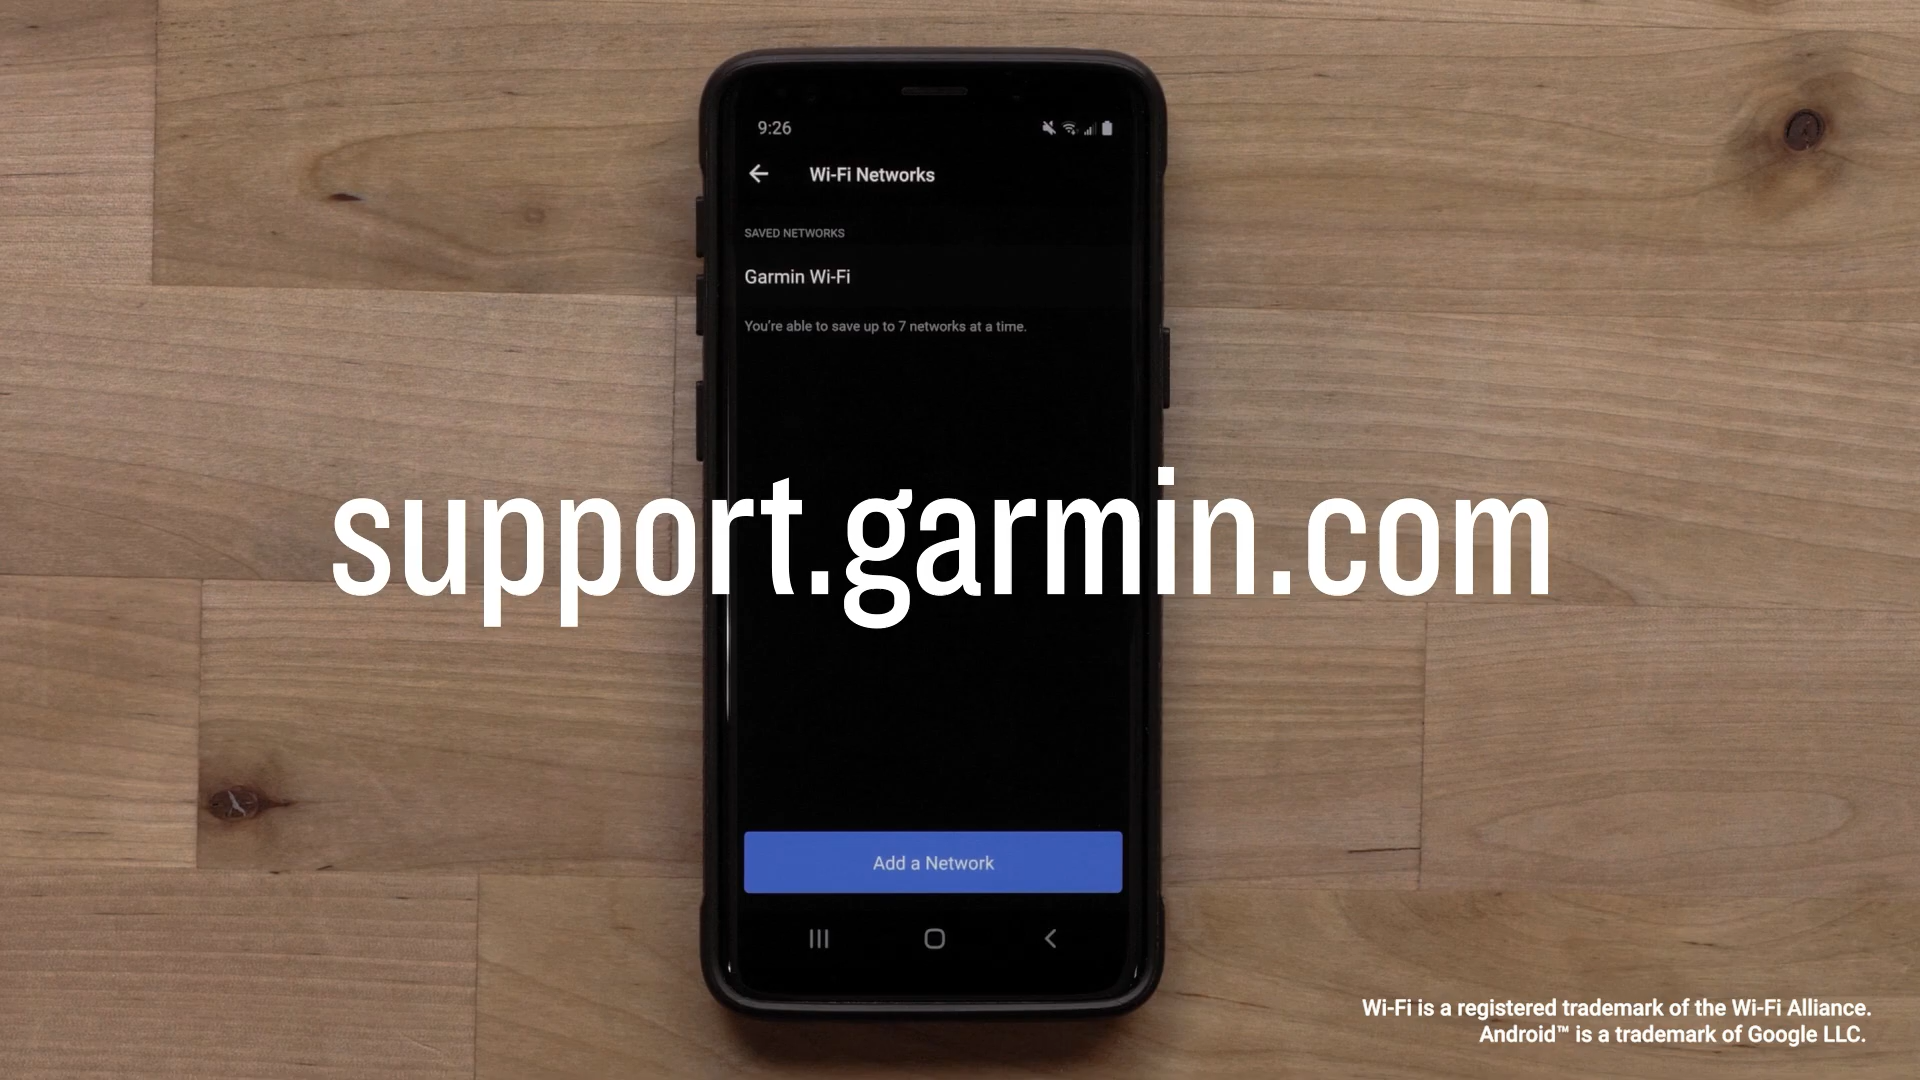 9:26
Wi-Fi Networks
SAVED NETWORKS
Garmin Wi-Fi
You're able to save up to 7 networks at a time.
support.garmin.com
Add a Network
Wi-Fi is a registered trademark of the Wi-Fi Alliance.
Android™ is a trademark of Google LLC.